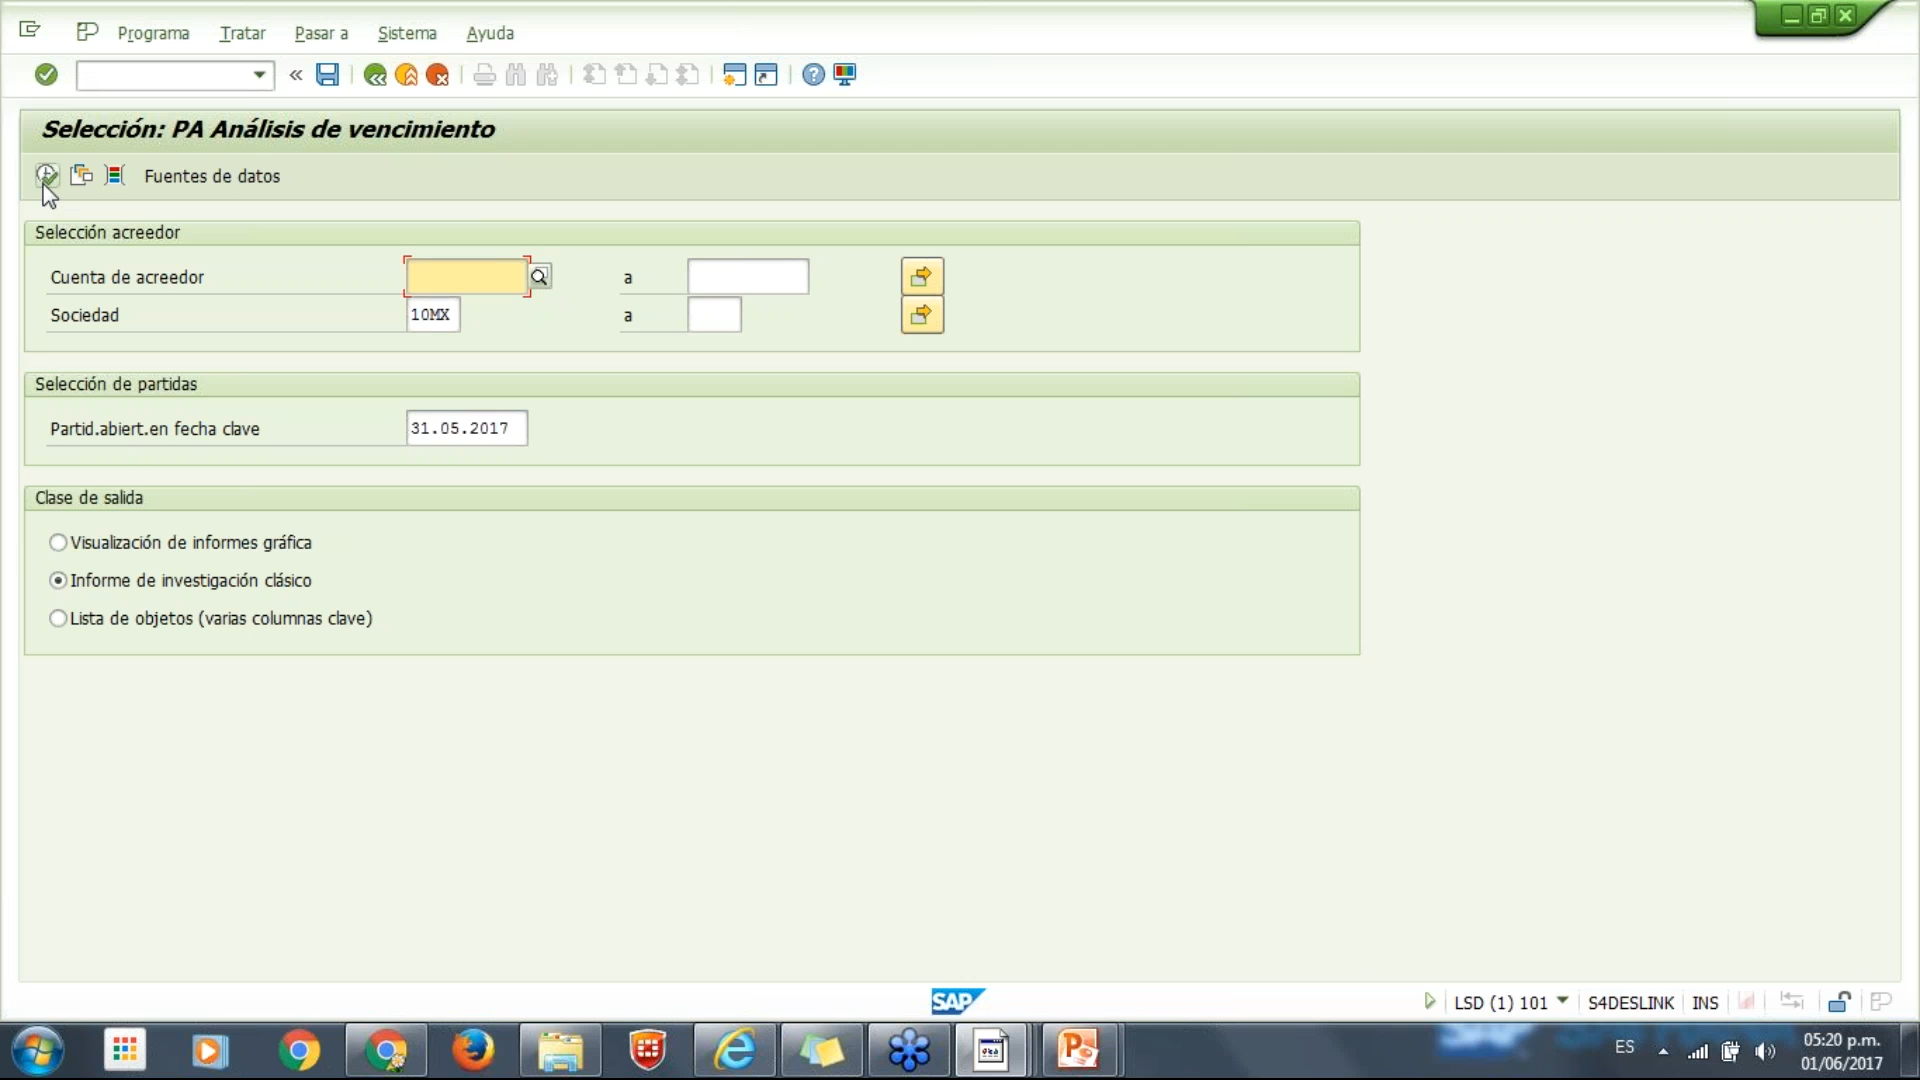 Programa Tratar Pasar a Sistema Ayuda
Selección: PA Análisis de vencimiento
Fuentes de datos
Selección acreedor
Cuenta de acreedor a
Sociedad 10MX a
Selección de partidas
Partid.abiert.en fecha clave 31.05.2017
Clase de salida
Visualización de informes gráfica
Informe de investigación clásico
Lista de objetos (varias columnas clave)
SAP LSD (1) 101 S4DESLINK INS
ES 05:20 p.m.
01/06/2017